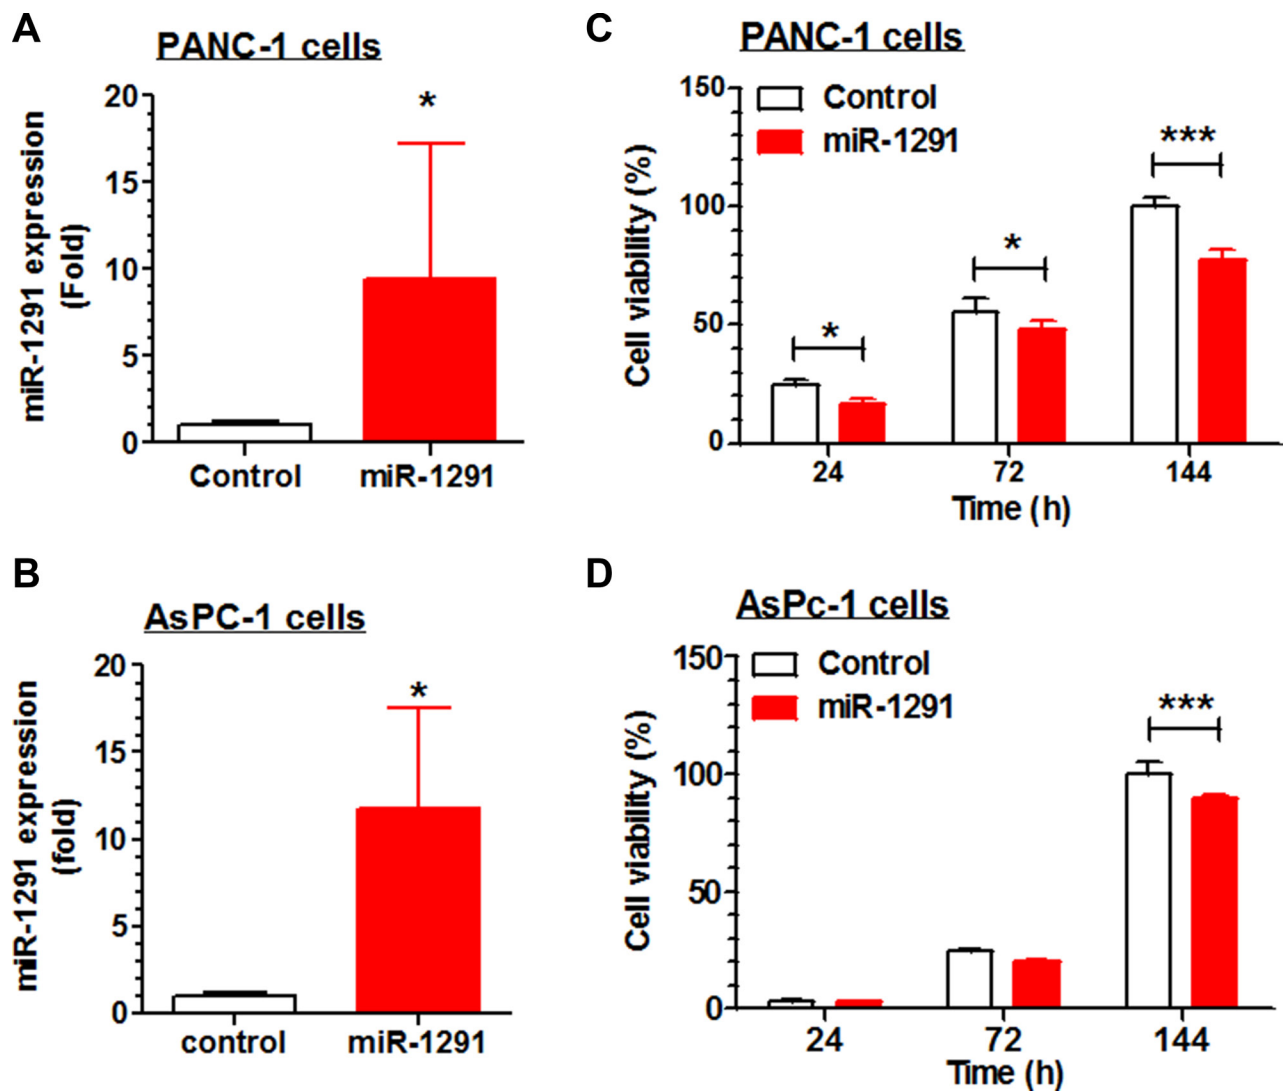 A
PANC-1 cells
miR-1291 expression
(Fold)
20
15
10
5
0
*
Control
miR-1291
B
AsPC-1 cells
miR-1291 expression
(fold)
20
15
10
5
0
*
control
miR-1291
C
PANC-1 cells
Control
miR-1291
Cell viability (%)
150
100
50
0
*
*
***
24
72
144
Time (h)
D
AsPc-1 cells
Control
miR-1291
Cell viability (%)
150
100
50
0
***
24
72
144
Time (h)